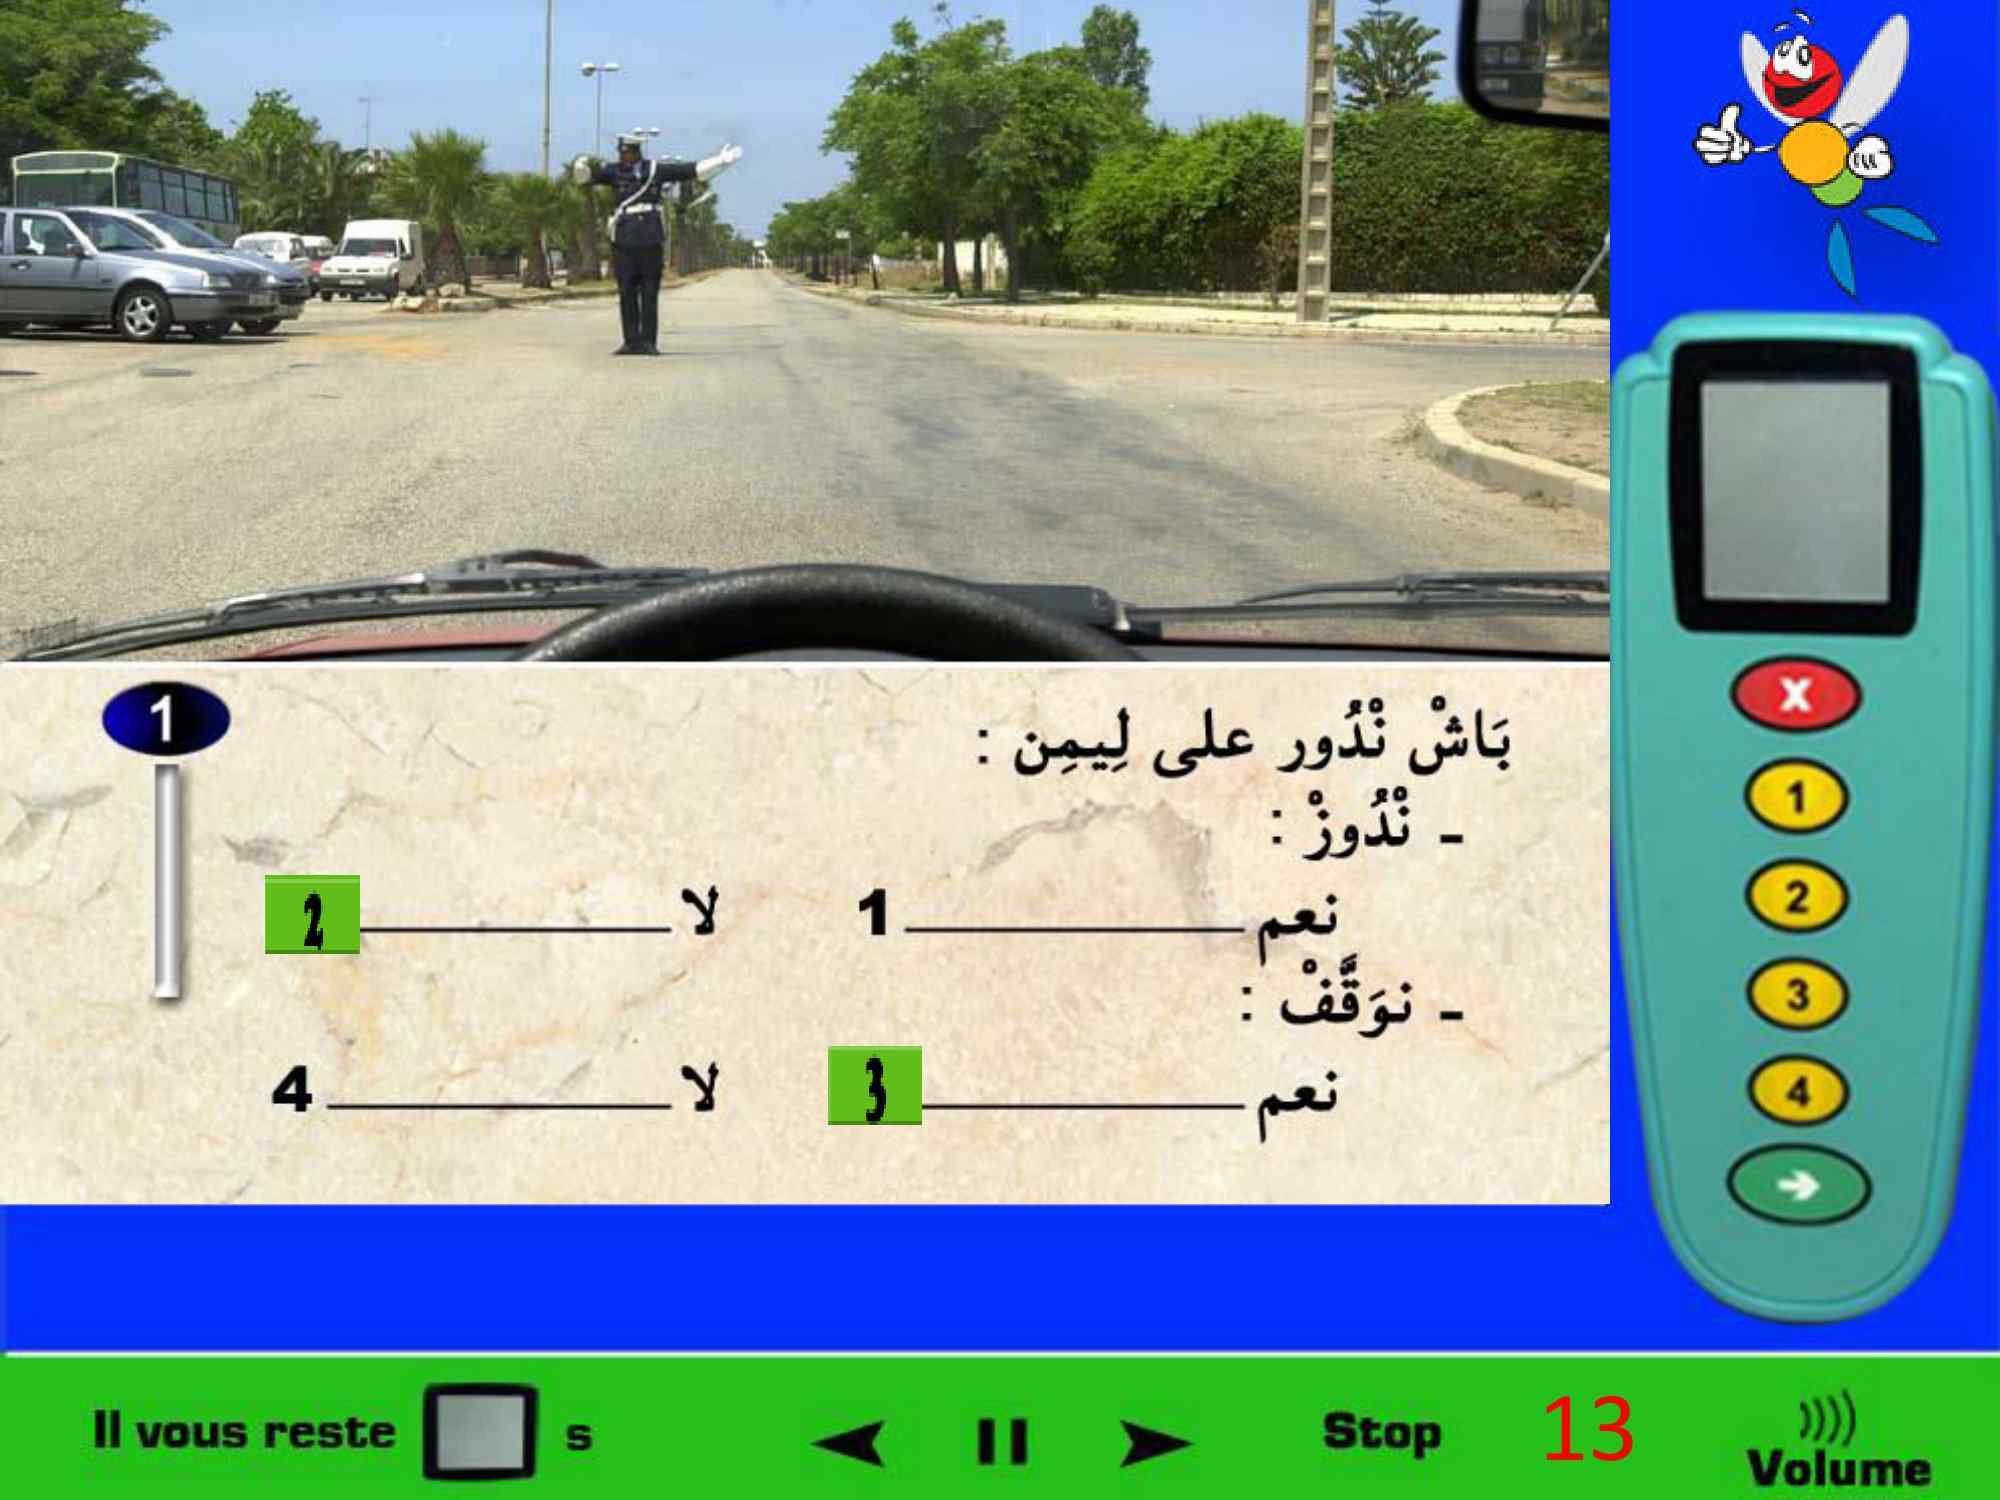 1
بَاشْ نْدُور على لِيمِن :
- نْدُوزْ :
نعم 1 لا 2
- نوَقَّفْ :
نعم 3 لا 4
X
1
2
3
4
Il vous reste s
Stop
13
Volume